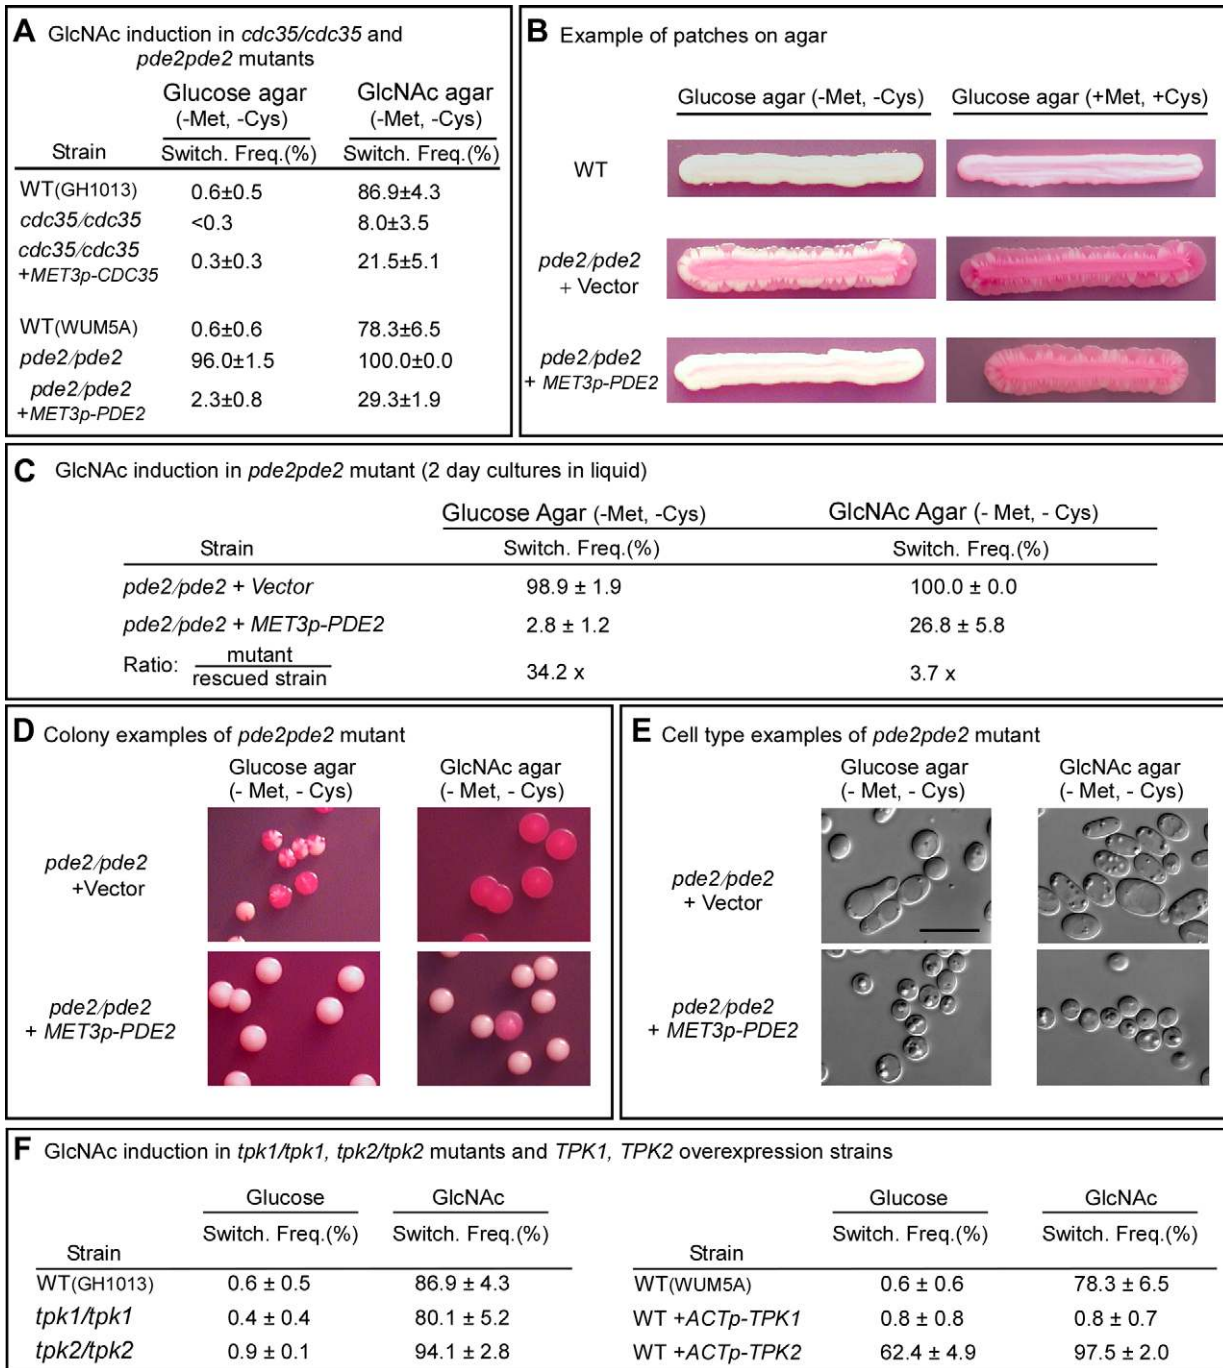 A GlcNAc induction in cdc35/cdc35 and
pde2pde2 mutants
Glucose agar GlcNAc agar
(-Met, -Cys) (-Met, -Cys)
Strain Switch. Freq.(%) Switch. Freq.(%)
WT(GH1013) 0.6±0.5 86.9±4.3
cdc35/cdc35 <0.3 8.0±3.5
cdc35/cdc35
+MET3p-CDC35 0.3±0.3 21.5±5.1
WT(WUM5A) 0.6±0.6 78.3±6.5
pde2/pde2 96.0±1.5 100.0±0.0
pde2/pde2
+MET3p-PDE2 2.3±0.8 29.3±1.9
B Example of patches on agar
Glucose agar (-Met, -Cys) Glucose agar (+Met, +Cys)
WT
pde2/pde2
+ Vector
pde2/pde2
+ MET3p-PDE2
C GlcNAc induction in pde2pde2 mutant (2 day cultures in liquid)
Glucose Agar (-Met, -Cys) GlcNAc Agar (- Met, - Cys)
Strain Switch. Freq.(%) Switch. Freq.(%)
pde2/pde2 + Vector 98.9 ± 1.9 100.0 ± 0.0
pde2/pde2 + MET3p-PDE2 2.8 ± 1.2 26.8 ± 5.8
Ratio: mutant
rescued strain 34.2 x 3.7 x
D Colony examples of pde2pde2 mutant
Glucose agar GlcNAc agar
(- Met, - Cys) (- Met, - Cys)
pde2/pde2
+Vector
pde2/pde2
+ MET3p-PDE2
E Cell type examples of pde2pde2 mutant
Glucose agar GlcNAc agar
(- Met, - Cys) (- Met, - Cys)
pde2/pde2
+ Vector
pde2/pde2
+ MET3p-PDE2
F GlcNAc induction in tpk1/tpk1, tpk2/tpk2 mutants and TPK1, TPK2 overexpression strains
Glucose GlcNAc
Switch. Freq.(%) Switch. Freq.(%)
Strain
WT(GH1013) 0.6 ± 0.5 86.9 ± 4.3
tpk1/tpk1 0.4 ± 0.4 80.1 ± 5.2
tpk2/tpk2 0.9 ± 0.1 94.1 ± 2.8
Glucose GlcNAc
Switch. Freq.(%) Switch. Freq.(%)
Strain
WT(WUM5A) 0.6 ± 0.6 78.3 ± 6.5
WT +ACTp-TPK1 0.8 ± 0.8 0.8 ± 0.7
WT +ACTp-TPK2 62.4 ± 4.9 97.5 ± 2.0